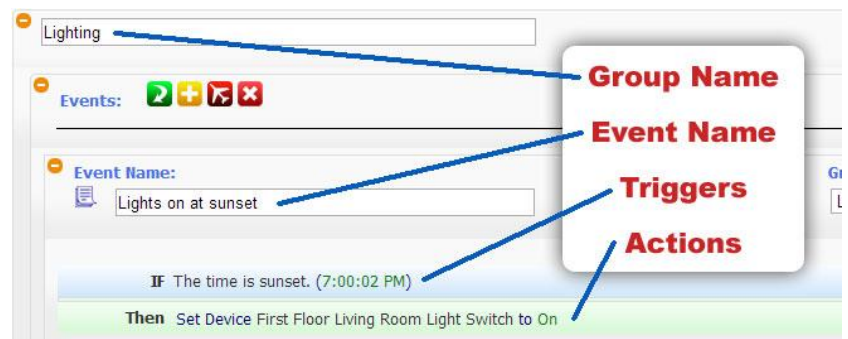 Lighting
Group Name
Events:
Event Name
Event Name:
Lights on at sunset
Triggers
Actions
IF The time is sunset. (7:00:02 PM)
Then Set Device First Floor Living Room Light Switch to On